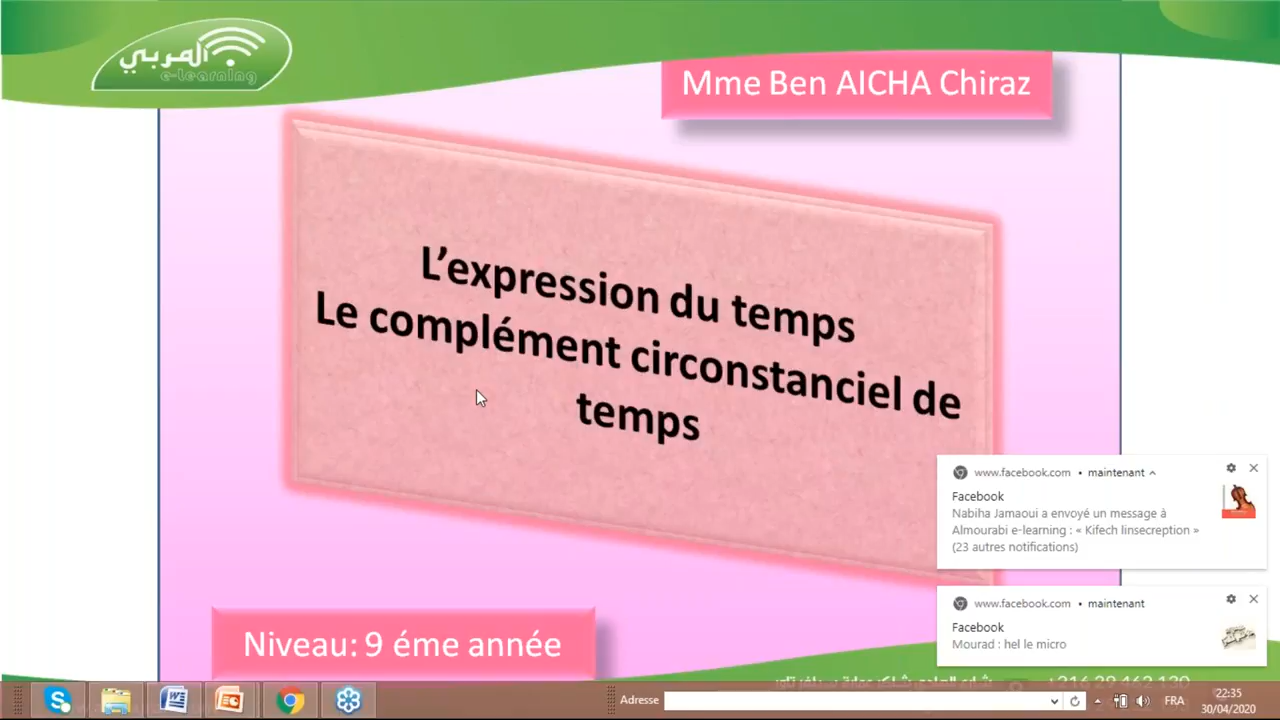 المربي
e-learning
Mme Ben AICHA Chiraz
L’expression du temps
Le complément circonstanciel de
temps
Niveau: 9 éme année
www.facebook.com • maintenant
Facebook
Nabiha Jamaoui a envoyé un message à
Almourabi e-learning : « Kifech linsecreption »
(23 autres notifications)
www.facebook.com • maintenant
Facebook
Mourad : hel le micro
Adresse
FRA
22:35
30/04/2020